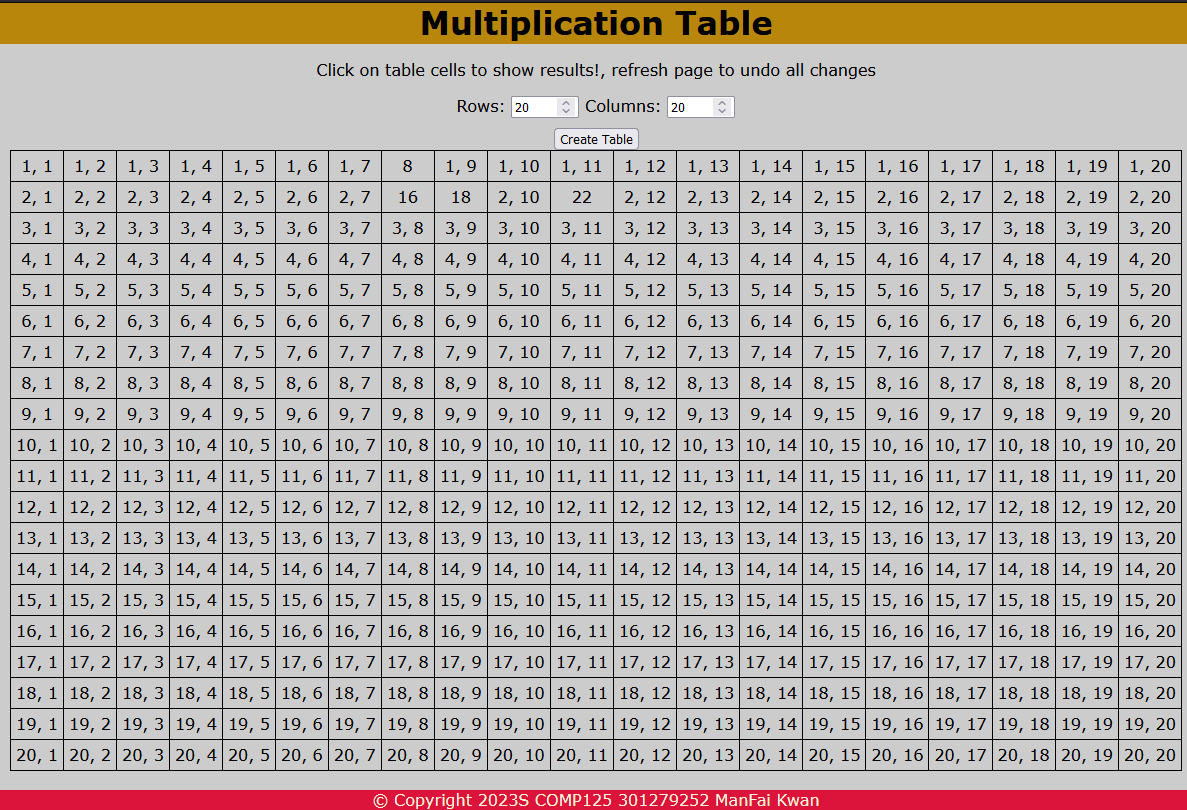 Multiplication Table
Click on table cells to show results!, refresh page to undo all changes
Rows: 20 Columns: 20
Create Table
1, 1 1, 2 1, 3 1, 4 1, 5 1, 6 1, 7 8 1, 9 1, 10 1, 11 1, 12 1, 13 1, 14 1, 15 1, 16 1, 17 1, 18 1, 19 1, 20
2, 1 2, 2 2, 3 2, 4 2, 5 2, 6 2, 7 16 18 2, 10 22 2, 12 2, 13 2, 14 2, 15 2, 16 2, 17 2, 18 2, 19 2, 20
3, 1 3, 2 3, 3 3, 4 3, 5 3, 6 3, 7 3, 8 3, 9 3, 10 3, 11 3, 12 3, 13 3, 14 3, 15 3, 16 3, 17 3, 18 3, 19 3, 20
4, 1 4, 2 4, 3 4, 4 4, 5 4, 6 4, 7 4, 8 4, 9 4, 10 4, 11 4, 12 4, 13 4, 14 4, 15 4, 16 4, 17 4, 18 4, 19 4, 20
5, 1 5, 2 5, 3 5, 4 5, 5 5, 6 5, 7 5, 8 5, 9 5, 10 5, 11 5, 12 5, 13 5, 14 5, 15 5, 16 5, 17 5, 18 5, 19 5, 20
6, 1 6, 2 6, 3 6, 4 6, 5 6, 6 6, 7 6, 8 6, 9 6, 10 6, 11 6, 12 6, 13 6, 14 6, 15 6, 16 6, 17 6, 18 6, 19 6, 20
7, 1 7, 2 7, 3 7, 4 7, 5 7, 6 7, 7 7, 8 7, 9 7, 10 7, 11 7, 12 7, 13 7, 14 7, 15 7, 16 7, 17 7, 18 7, 19 7, 20
8, 1 8, 2 8, 3 8, 4 8, 5 8, 6 8, 7 8, 8 8, 9 8, 10 8, 11 8, 12 8, 13 8, 14 8, 15 8, 16 8, 17 8, 18 8, 19 8, 20
9, 1 9, 2 9, 3 9, 4 9, 5 9, 6 9, 7 9, 8 9, 9 9, 10 9, 11 9, 12 9, 13 9, 14 9, 15 9, 16 9, 17 9, 18 9, 19 9, 20
10, 1 10, 2 10, 3 10, 4 10, 5 10, 6 10, 7 10, 8 10, 9 10, 10 10, 11 10, 12 10, 13 10, 14 10, 15 10, 16 10, 17 10, 18 10, 19 10, 20
11, 1 11, 2 11, 3 11, 4 11, 5 11, 6 11, 7 11, 8 11, 9 11, 10 11, 11 11, 12 11, 13 11, 14 11, 15 11, 16 11, 17 11, 18 11, 19 11, 20
12, 1 12, 2 12, 3 12, 4 12, 5 12, 6 12, 7 12, 8 12, 9 12, 10 12, 11 12, 12 12, 13 12, 14 12, 15 12, 16 12, 17 12, 18 12, 19 12, 20
13, 1 13, 2 13, 3 13, 4 13, 5 13, 6 13, 7 13, 8 13, 9 13, 10 13, 11 13, 12 13, 13 13, 14 13, 15 13, 16 13, 17 13, 18 13, 19 13, 20
14, 1 14, 2 14, 3 14, 4 14, 5 14, 6 14, 7 14, 8 14, 9 14, 10 14, 11 14, 12 14, 13 14, 14 14, 15 14, 16 14, 17 14, 18 14, 19 14, 20
15, 1 15, 2 15, 3 15, 4 15, 5 15, 6 15, 7 15, 8 15, 9 15, 10 15, 11 15, 12 15, 13 15, 14 15, 15 15, 16 15, 17 15, 18 15, 19 15, 20
16, 1 16, 2 16, 3 16, 4 16, 5 16, 6 16, 7 16, 8 16, 9 16, 10 16, 11 16, 12 16, 13 16, 14 16, 15 16, 16 16, 17 16, 18 16, 19 16, 20
17, 1 17, 2 17, 3 17, 4 17, 5 17, 6 17, 7 17, 8 17, 9 17, 10 17, 11 17, 12 17, 13 17, 14 17, 15 17, 16 17, 17 17, 18 17, 19 17, 20
18, 1 18, 2 18, 3 18, 4 18, 5 18, 6 18, 7 18, 8 18, 9 18, 10 18, 11 18, 12 18, 13 18, 14 18, 15 18, 16 18, 17 18, 18 18, 19 18, 20
19, 1 19, 2 19, 3 19, 4 19, 5 19, 6 19, 7 19, 8 19, 9 19, 10 19, 11 19, 12 19, 13 19, 14 19, 15 19, 16 19, 17 19, 18 19, 19 19, 20
20, 1 20, 2 20, 3 20, 4 20, 5 20, 6 20, 7 20, 8 20, 9 20, 10 20, 11 20, 12 20, 13 20, 14 20, 15 20, 16 20, 17 20, 18 20, 19 20, 20
© Copyright 2023S COMP125 301279252 ManFai Kwan